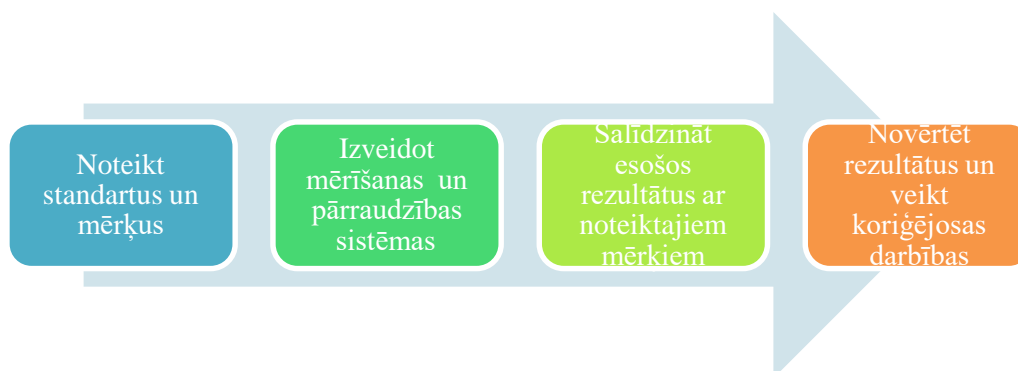 Noteikt
standartus un
mērķus
Izveidot
mērīšanas  un
pārraudzības
sistēmas
Salīdzināt
esošos
rezultātus ar
noteiktajiem
mērkiem
Novērtēt
rezultātus un
veikt
koriģējosas
darbības